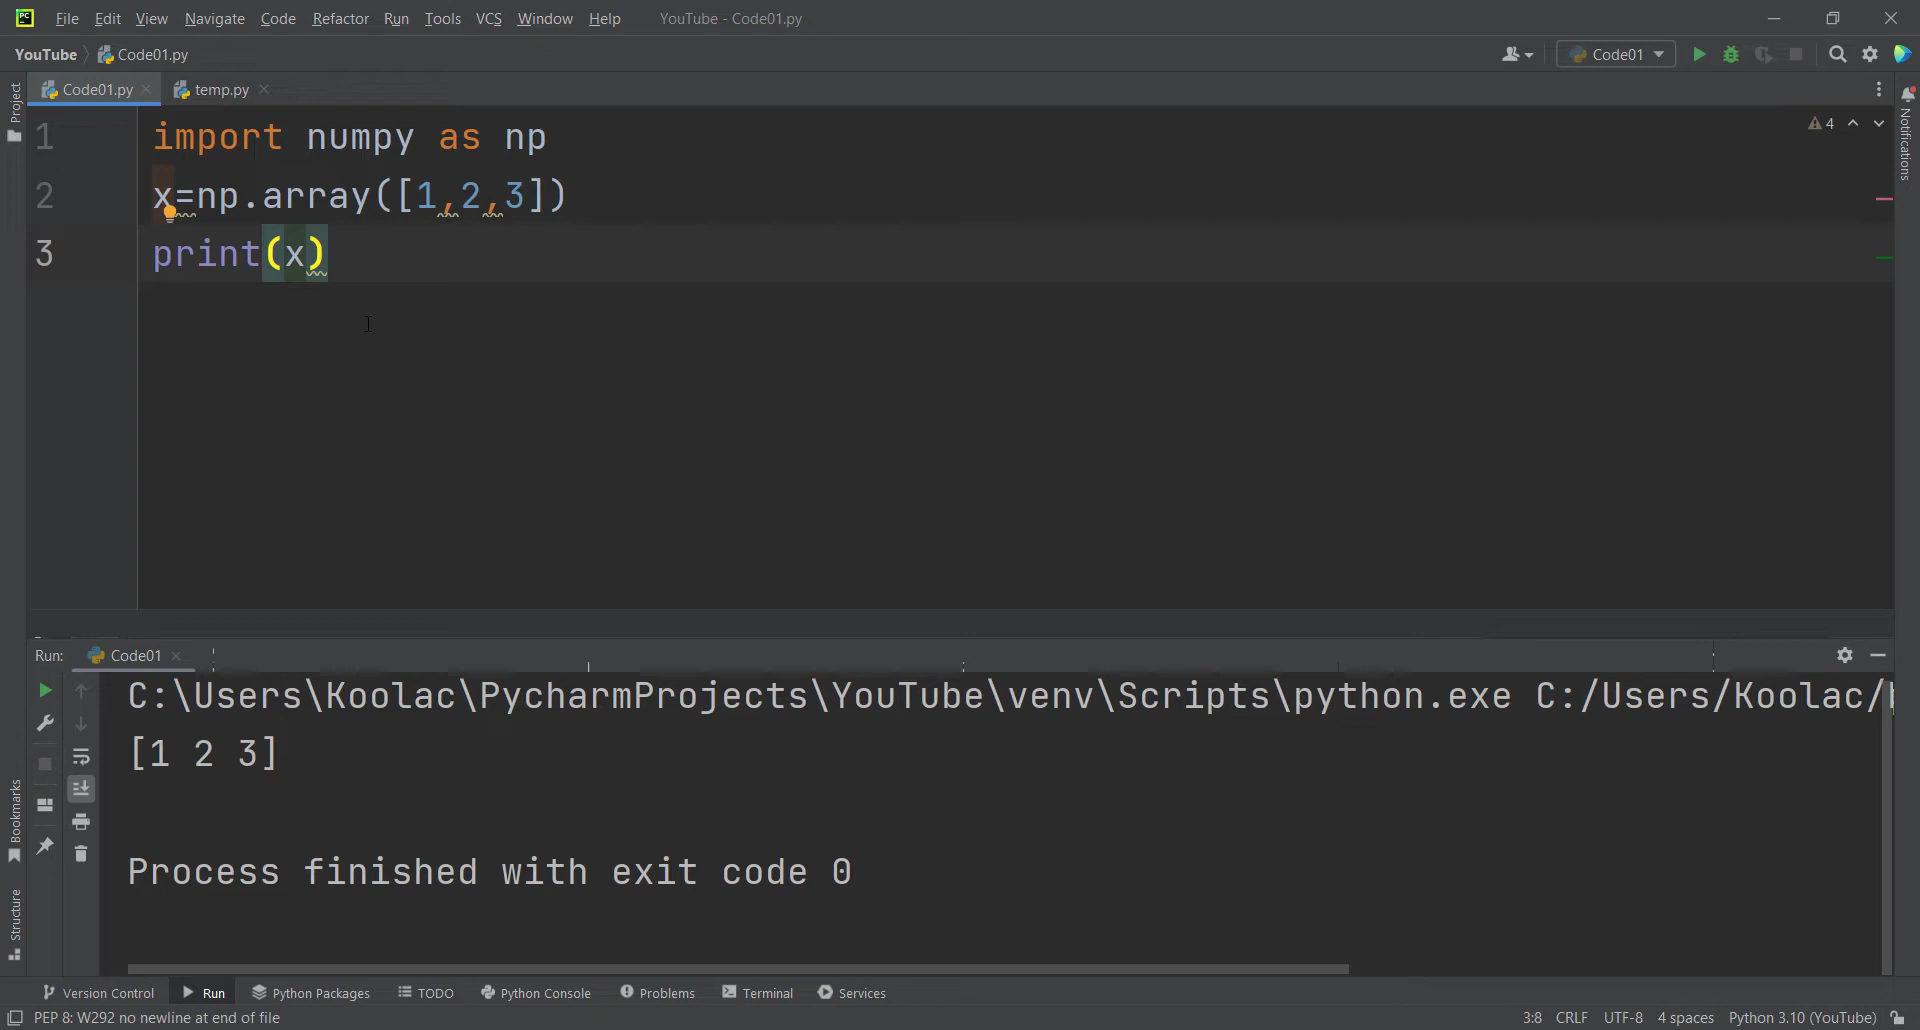 PC
File Edit View Navigate Code Refactor Run Tools VCS Window Help YouTube - Code01.py
YouTube Code01.py
Code01
Code01.py temp.py
Project
Notifications
4
1 import numpy as np
2 x=np.array([1,2,3])
3 print(x)
Run: Code01
C:\Users\Koolac\PycharmProjects\YouTube\venv\Scripts\python.exe C:/Users/Koolac/
[1 2 3]
Process finished with exit code 0
Bookmarks
Structure
Version Control Run Python Packages TODO Python Console Problems Terminal Services
PEP 8: W292 no newline at end of file 3:8 CRLF UTF-8 4 spaces Python 3.10 (YouTube)